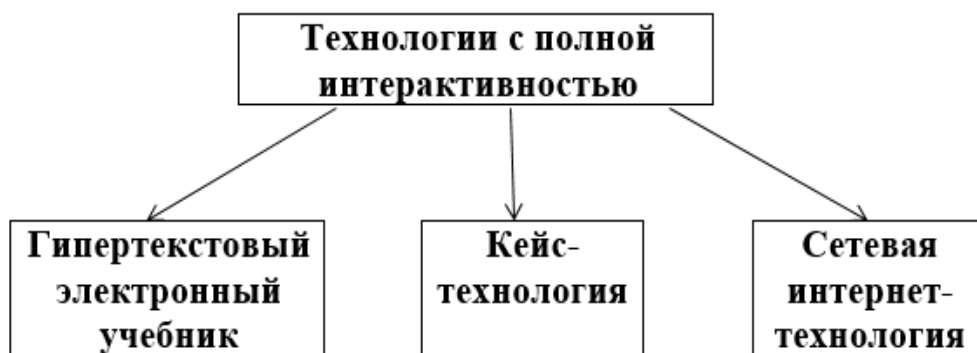 Технологии с полной
интерактивностью
Гипертекстовый
электронный
учебник
Кейс-
технология
Сетевая
интернет-
технология